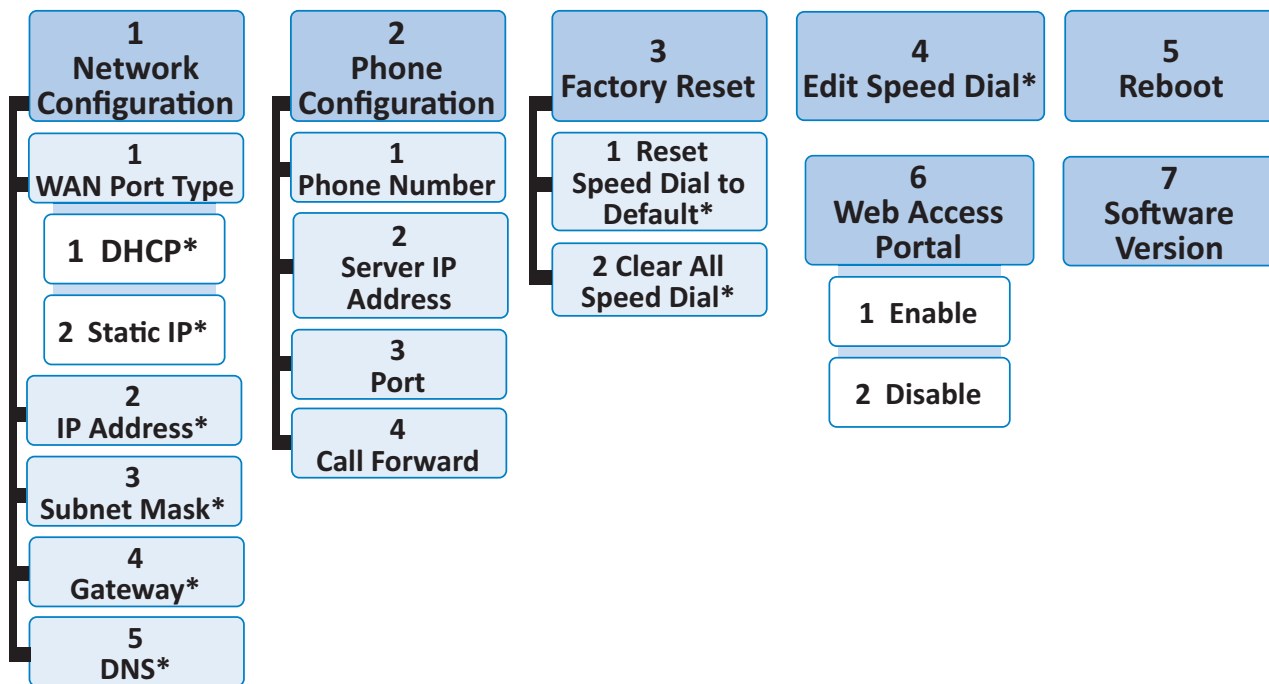 1
Network
Configuration
1
WAN Port Type
1 DHCP*
2 Static IP*
2
IP Address*
3
Subnet Mask*
4
Gateway*
5
DNS*
2
Phone
Configuration
1
Phone Number
2
Server IP
Address
3
Port
4
Call Forward
3
Factory Reset
1 Reset
Speed Dial to
Default*
2 Clear All
Speed Dial*
4
Edit Speed Dial*
5
Reboot
6
Web Access
Portal
1 Enable
2 Disable
7
Software
Version